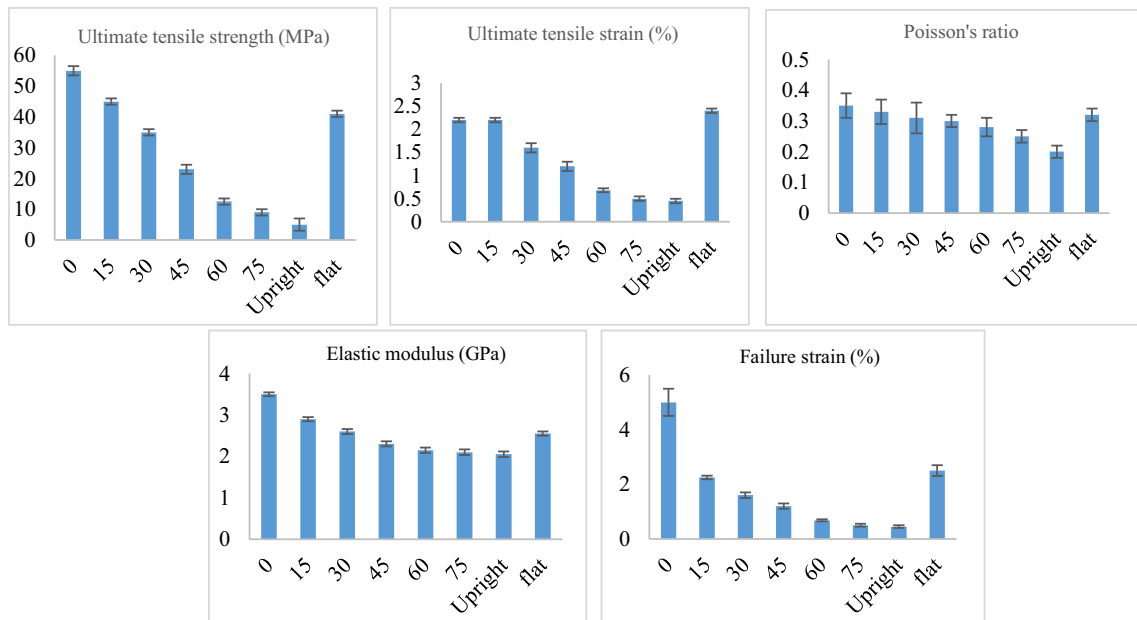 Ultimate tensile strength (MPa)
60
50
40
30
20
10
0
0 15 30 45 60 75 Upright flat
Ultimate tensile strain (%)
3
2.5
2
1.5
1
0.5
0
0 15 30 45 60 75 Upright flat
Poisson's ratio
0.5
0.4
0.3
0.2
0.1
0
0 15 30 45 60 75 Upright flat
Elastic modulus (GPa)
4
3
2
1
0
0 15 30 45 60 75 Upright flat
Failure strain (%)
6
4
2
0
0 15 30 45 60 75 Upright flat